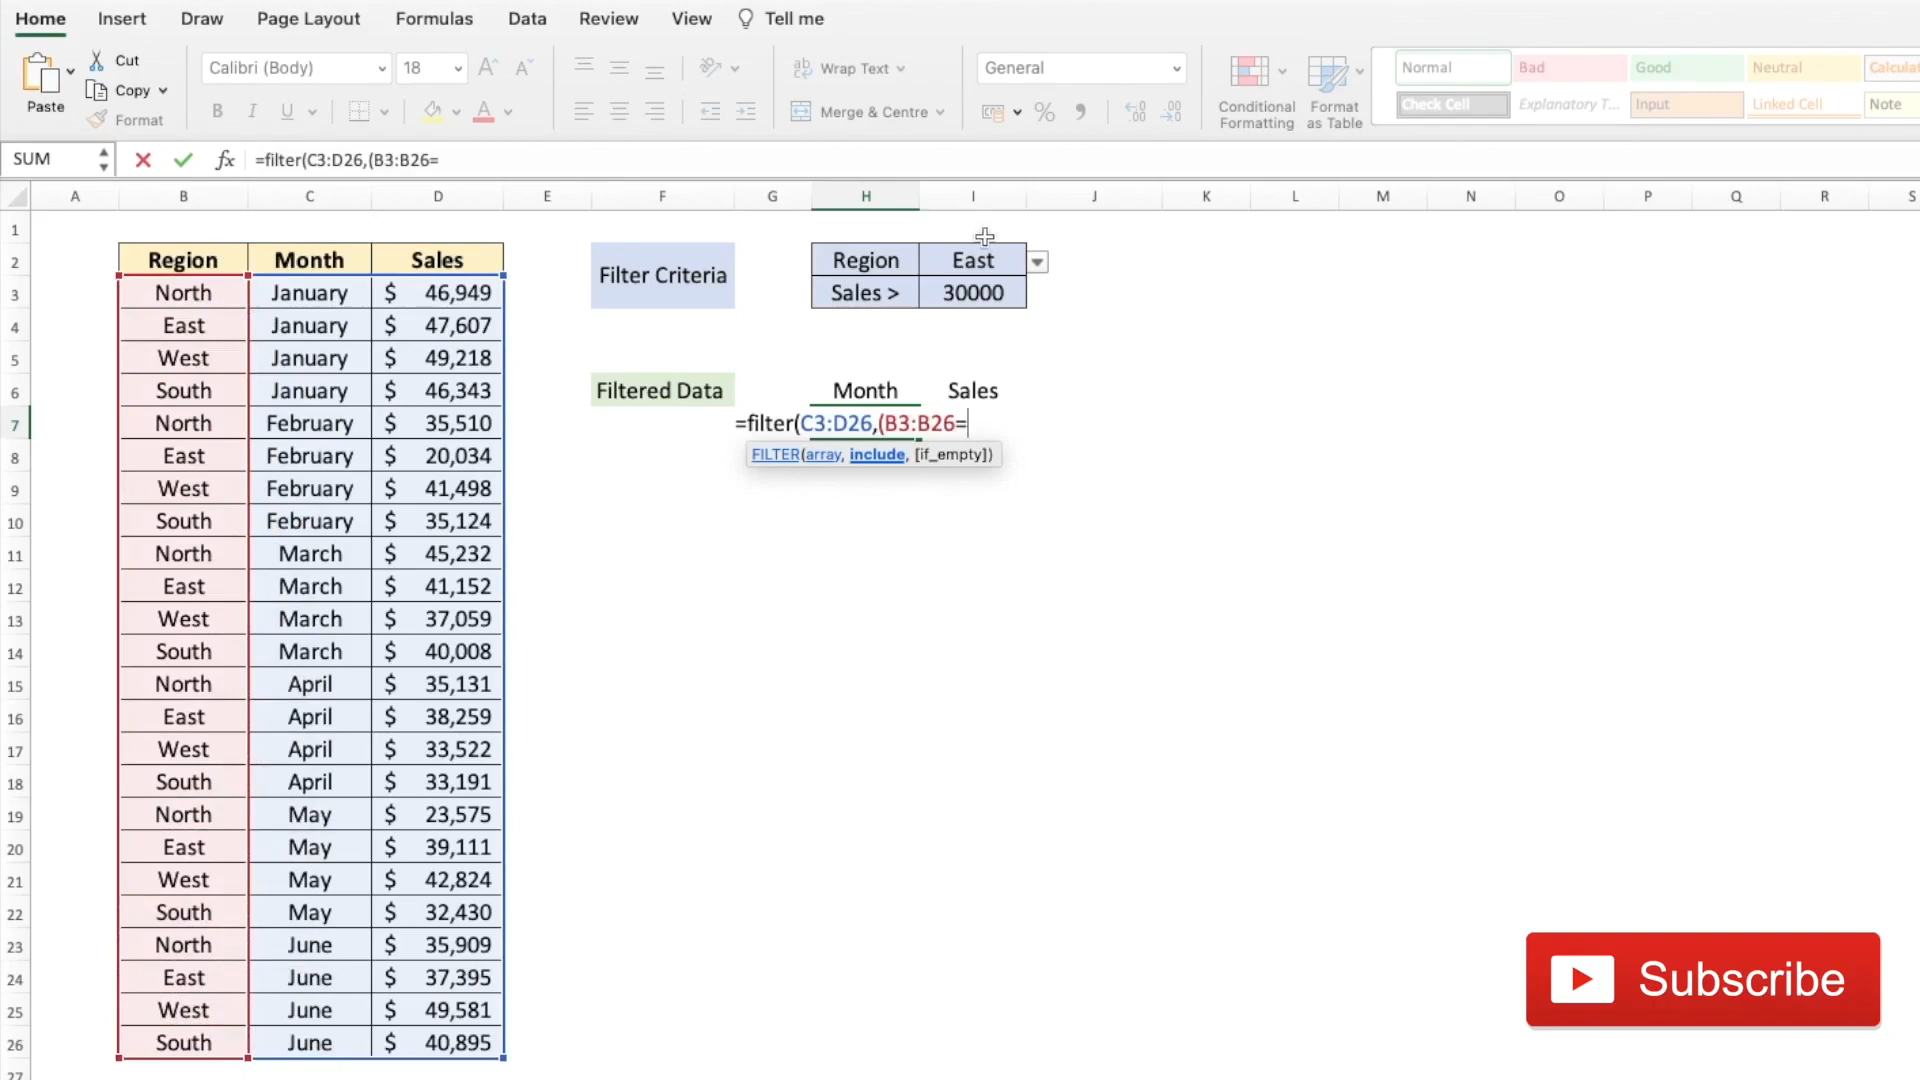 Home Insert Draw Page Layout Formulas Data Review View Tell me
Paste
Cut
Copy
Format
Calibri (Body) 18
B I U
Wrap Text
Merge & Centre
General
Conditional Formatting
Format as Table
Normal Bad Good Neutral Calculat
Check Cell Explanatory T... Input Linked Cell Note
SUM fx =filter(C3:D26,(B3:B26=
A B C D E F G H I J K L M N O P Q R S
1
2 Region Month Sales Filter Criteria Region East
3 North January $ 46,949 Sales > 30000
4 East January $ 47,607
5 West January $ 49,218
6 South January $ 46,343 Filtered Data Month Sales
7 North February $ 35,510 =filter(C3:D26,(B3:B26=
8 East February $ 20,034 FILTER(array, include, [if_empty])
9 West February $ 41,498
10 South February $ 35,124
11 North March $ 45,232
12 East March $ 41,152
13 West March $ 37,059
14 South March $ 40,008
15 North April $ 35,131
16 East April $ 38,259
17 West April $ 33,522
18 South April $ 33,191
19 North May $ 23,575
20 East May $ 39,111
21 West May $ 42,824
22 South May $ 32,430
23 North June $ 35,909
24 East June $ 37,395
25 West June $ 49,581
26 South June $ 40,895
27
Subscribe